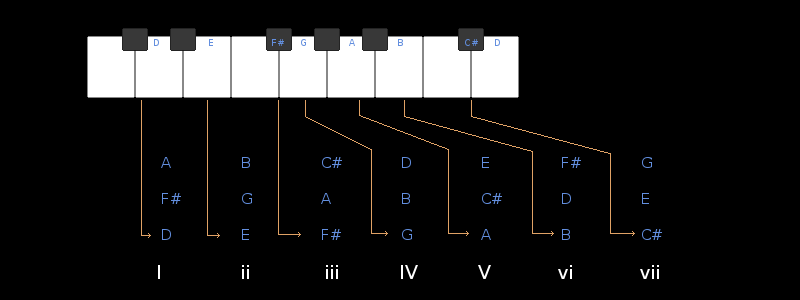 D E F# G A B C# D
A B C# D E F# G
F# G A B C# D E
D E F# G A B C#
I ii iii IV V vi vii